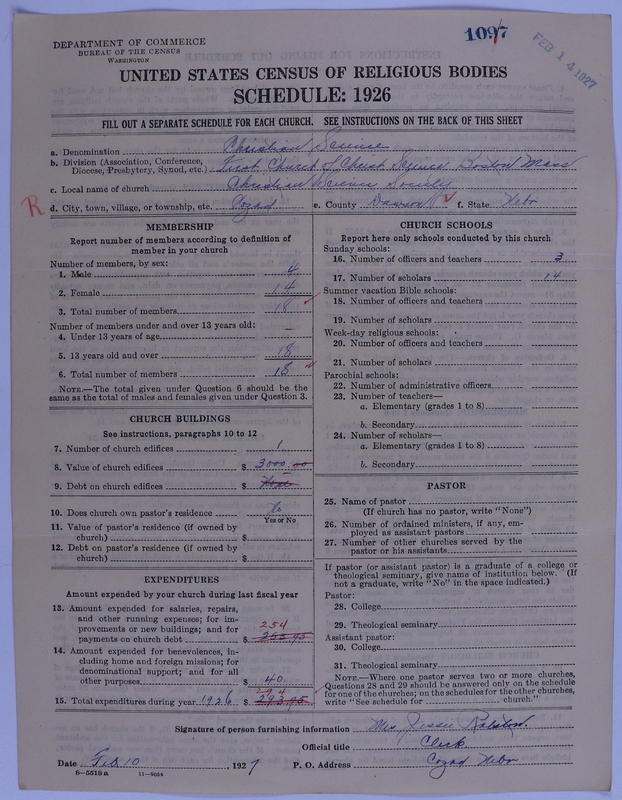 1097
FEB 14 1927
DEPARTMENT OF COMMERCE
BUREAU OF THE CENSUS
WASHINGTON
UNITED STATES CENSUS OF RELIGIOUS BODIES
SCHEDULE: 1926
FILL OUT A SEPARATE SCHEDULE FOR EACH CHURCH. SEE INSTRUCTIONS ON THE BACK OF THIS SHEET
a. Denomination Christian Science
b. Division (Association, Conference, Diocese, Presbytery, Synod, etc.) First Church of Christ Science Boston Mass
c. Local name of church Christian Science Society
R d. City, town, village, or township, etc. Cozad e. County Dawson f. State Nebr
MEMBERSHIP
Report number of members according to definition of
member in your church
Number of members, by sex:
1. Male 4
2. Female 14
3. Total number of members 18
Number of members under and over 13 years old:
4. Under 13 years of age —
5. 13 years old and over 18
6. Total number of members 18
NOTE.—The total given under Question 6 should be the
same as the total of males and females given under Question 3.
CHURCH BUILDINGS
See instructions, paragraphs 10 to 12
7. Number of church edifices 1
8. Value of church edifices $ 3000.00
9. Debt on church edifices $
10. Does church own pastor's residence No
Yes or No
11. Value of pastor's residence (if owned by
church) $
12. Debt on pastor's residence (if owned by
church) $
EXPENDITURES
Amount expended by your church during last fiscal year
13. Amount expended for salaries, repairs,
and other running expenses; for im-
provements or new buildings; and for
payments on church debt $ 254 253.95
14. Amount expended for benevolences, in-
cluding home and foreign missions; for
denominational support; and for all
other purposes $ 40.
15. Total expenditures during year 1926 $ 294 293.95
CHURCH SCHOOLS
Report here only schools conducted by this church
Sunday schools:
16. Number of officers and teachers 3
17. Number of scholars 14
Summer vacation Bible schools:
18. Number of officers and teachers
19. Number of scholars
Week-day religious schools:
20. Number of officers and teachers
21. Number of scholars
Parochial schools:
22. Number of administrative officers
23. Number of teachers—
a. Elementary (grades 1 to 8)
b. Secondary
24. Number of scholars—
a. Elementary (grades 1 to 8)
b. Secondary
PASTOR
25. Name of pastor
(If church has no pastor, write "None")
26. Number of ordained ministers, if any, em-
ployed as assistant pastors
27. Number of other churches served by the
pastor or his assistants
If pastor (or assistant pastor) is a graduate of a college or
theological seminary, give name of institution below. (If
not a graduate, write "No" in the space indicated.)
Pastor:
28. College
29. Theological seminary
Assistant pastor:
30. College
31. Theological seminary
NOTE.—Where one pastor serves two or more churches,
Questions 28 and 29 should be answered only on the schedule
for one of the churches; on the schedules for the other churches,
write "See schedule for church."
Signature of person furnishing information Mrs. Jessie Ralston.
Official title Clerk
Date Feb 10, 1927 P. O. Address Cozad Nebr
8—5518a 11—9054